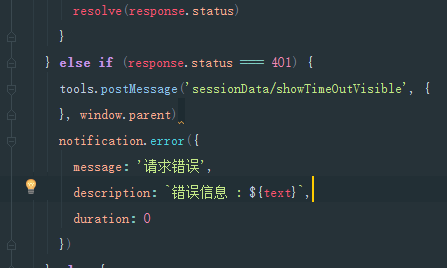 resolve(response.status)
}
} else if (response.status === 401) {
tools.postMessage('sessionData/showTimeOutVisible', {
}, window.parent)
notification.error({
message: '请求错误',
description: `错误信息 : ${text}`,
duration: 0
})
} else {